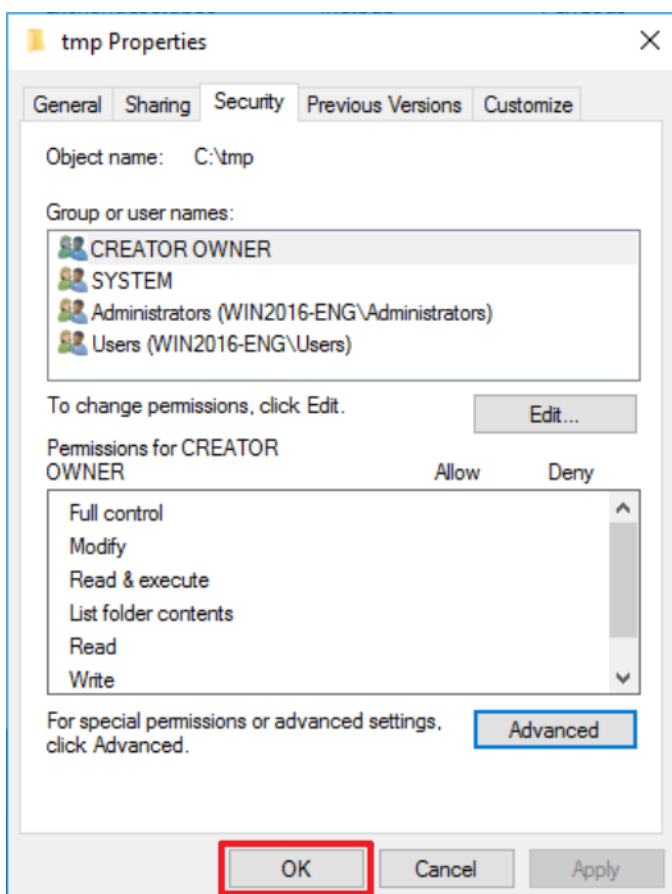 tmp Properties
General Sharing Security Previous Versions Customize
Object name: C:\tmp
Group or user names:
CREATOR OWNER
SYSTEM
Administrators (WIN2016-ENG\Administrators)
Users (WIN2016-ENG\Users)
To change permissions, click Edit.
Edit...
Permissions for CREATOR
OWNER Allow Deny
Full control
Modify
Read & execute
List folder contents
Read
Write
For special permissions or advanced settings,
click Advanced.
Advanced
OK Cancel Apply